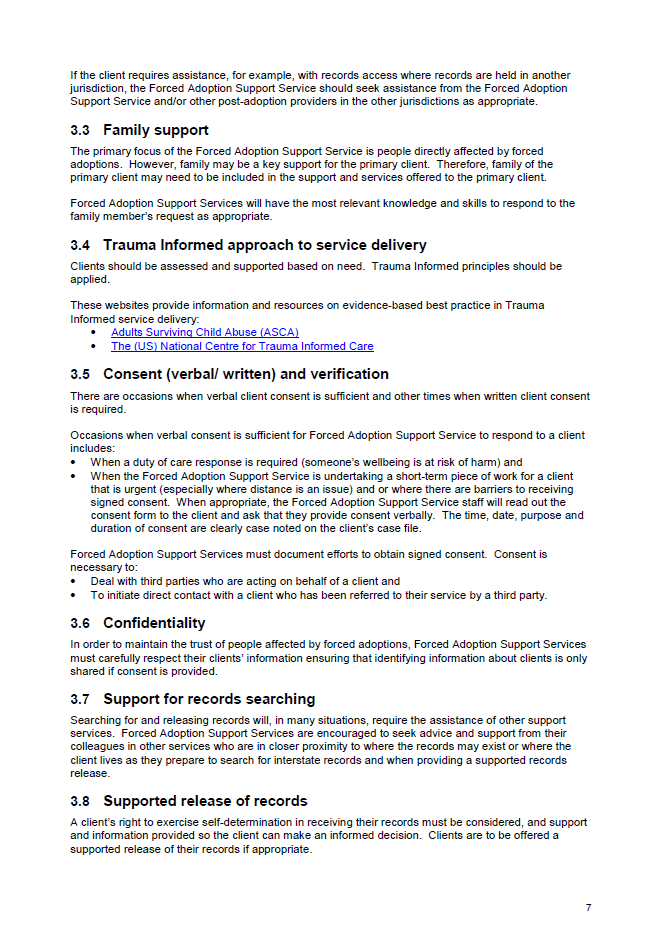 If the client requires assistance, for example, with records access where records are held in another
jurisdiction, the Forced Adoption Support Service should seek assistance from the Forced Adoption
Support Service and/or other post-adoption providers in the other jurisdictions as appropriate.
3.3 Family support
The primary focus of the Forced Adoption Support Service is people directly affected by forced
adoptions. However, family may be a key support for the primary client. Therefore, family of the
primary client may need to be included in the support and services offered to the primary client.
Forced Adoption Support Services will have the most relevant knowledge and skills to respond to the
family member's request as appropriate.
3.4 Trauma Informed approach to service delivery
Clients should be assessed and supported based on need. Trauma Informed principles should be
applied.
These websites provide information and resources on evidence-based best practice in Trauma
Informed service delivery:
• Adults Surviving Child Abuse (ASCA)
• The (US) National Centre for Trauma Informed Care
3.5 Consent (verbal/ written) and verification
There are occasions when verbal client consent is sufficient and other times when written client consent
is required.
Occasions when verbal consent is sufficient for Forced Adoption Support Service to respond to a client
includes:
• When a duty of care response is required (someone's wellbeing is at risk of harm) and
• When the Forced Adoption Support Service is undertaking a short-term piece of work for a client
that is urgent (especially where distance is an issue) and or where there are barriers to receiving
signed consent. When appropriate, the Forced Adoption Support Service staff will read out the
consent form to the client and ask that they provide consent verbally. The time, date, purpose and
duration of consent are clearly case noted on the client's case file.
Forced Adoption Support Services must document efforts to obtain signed consent. Consent is
necessary to:
• Deal with third parties who are acting on behalf of a client and
• To initiate direct contact with a client who has been referred to their service by a third party.
3.6 Confidentiality
In order to maintain the trust of people affected by forced adoptions, Forced Adoption Support Services
must carefully respect their clients' information ensuring that identifying information about clients is only
shared if consent is provided.
3.7 Support for records searching
Searching for and releasing records will, in many situations, require the assistance of other support
services. Forced Adoption Support Services are encouraged to seek advice and support from their
colleagues in other services who are in closer proximity to where the records may exist or where the
client lives as they prepare to search for interstate records and when providing a supported records
release.
3.8 Supported release of records
A client's right to exercise self-determination in receiving their records must be considered, and support
and information provided so the client can make an informed decision. Clients are to be offered a
supported release of their records if appropriate.
7